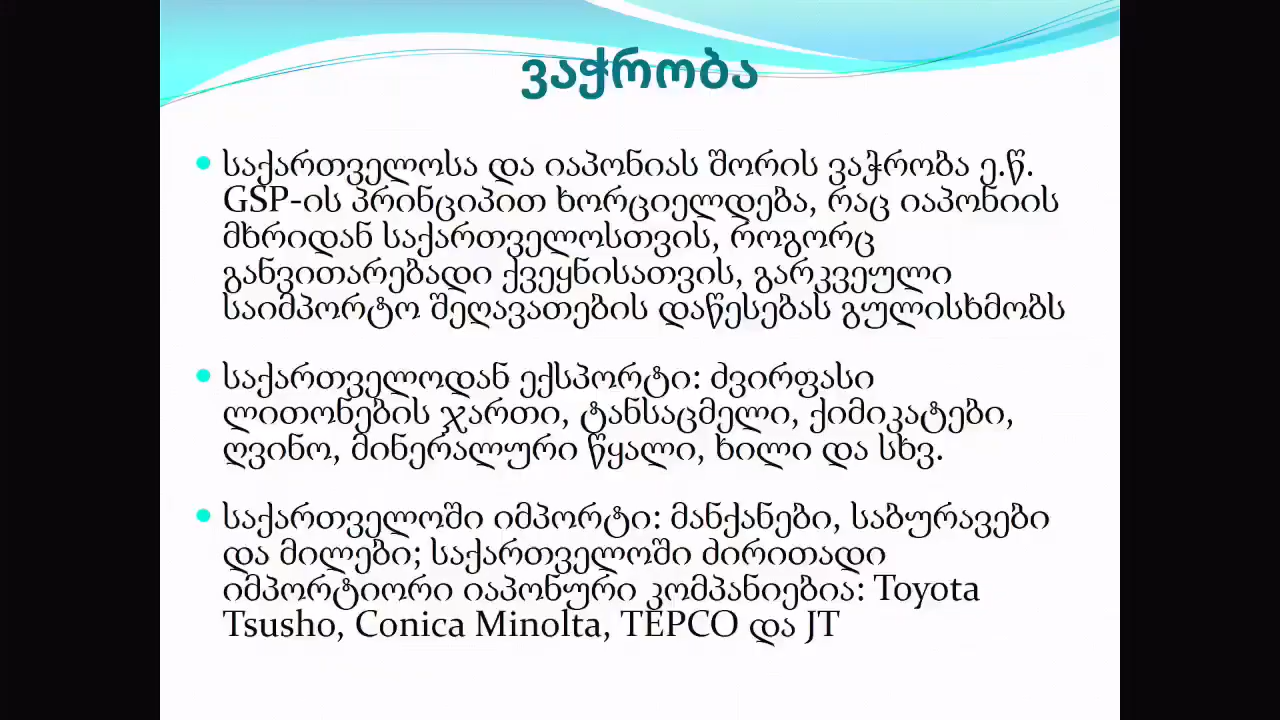 ვაჭრობა
• საქართველოსა და იაპონიას შორის ვაჭრობა ე.წ.
GSP-ის პრინციპით ხორციელდება, რაც იაპონიის
მხრიდან საქართველოსთვის, როგორც
განვითარებადი ქვეყნისათვის, გარკვეული
საიმპორტო შეღავათების დაწესებას გულისხმობს
• საქართველოდან ექსპორტი: ძვირფასი
ლითონების ჯართი, ტანსაცმელი, ქიმიკატები,
ღვინო, მინერალური წყალი, ხილი და სხვ.
• საქართველოში იმპორტი: მანქანები, საბურავები
და მილები; საქართველოში ძირითადი
იმპორტიორი იაპონური კომპანიებია: Toyota
Tsusho, Conica Minolta, TEPCO და JT